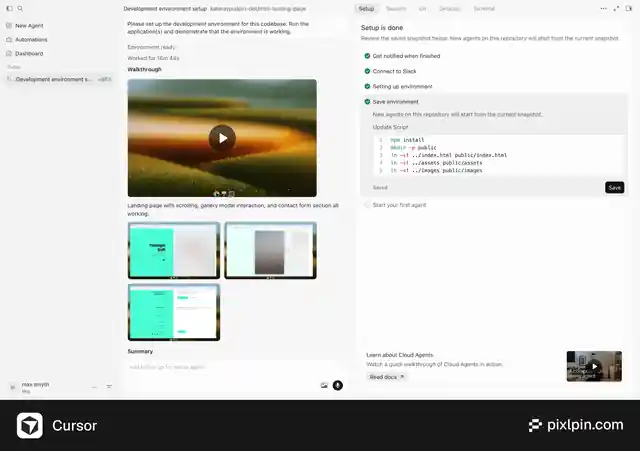 Development environment setup
Setup
Secrets
Git
Desktop
Terminal
New Agent
Automations
Dashboard
Development environment s...
Please set up the development environment for this codebase. Run the
application(s) and demonstrate that the environment is working.
Environment ready
Worked for 16m 44s
Walkthrough
Landing page with scrolling, gallery modal interaction, and contact form section all
working.
Summary
max smyth
Setup is done
Review the saved snapshot below. New agents on this repository will start from the current snapshot.
Get notified when finished
Connect to Slack
Setting up environment
Save environment
New agents on this repository will start from the current snapshot.
Update Script
1 npm install
2 mkdir -p public
3 ln -sf ../index.html public/index.html
4 ln -sf ../assets public/assets
5 ln -sf ../images public/images
Saved
Save
Start your first agent
Learn about Cloud Agents
Watch a quick walkthrough of Cloud Agents in action.
Read docs
Cursor
pixlpin.com